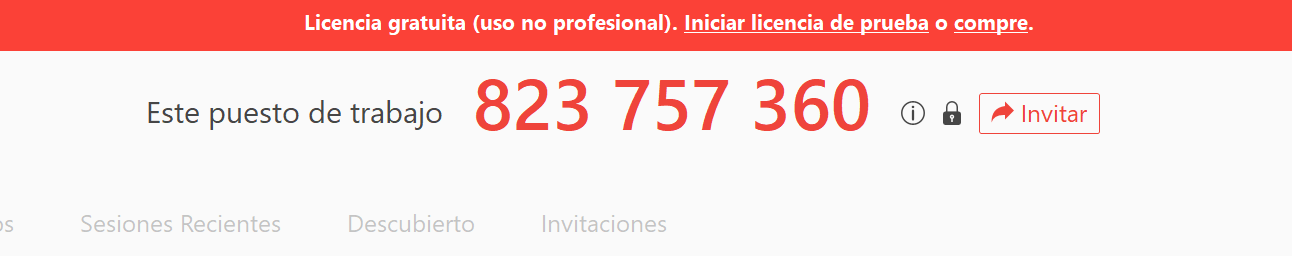 Licencia gratuita (uso no profesional). Iniciar licencia de prueba o compre.
Este puesto de trabajo 823 757 360 Invitar
os Sesiones Recientes Descubierto Invitaciones